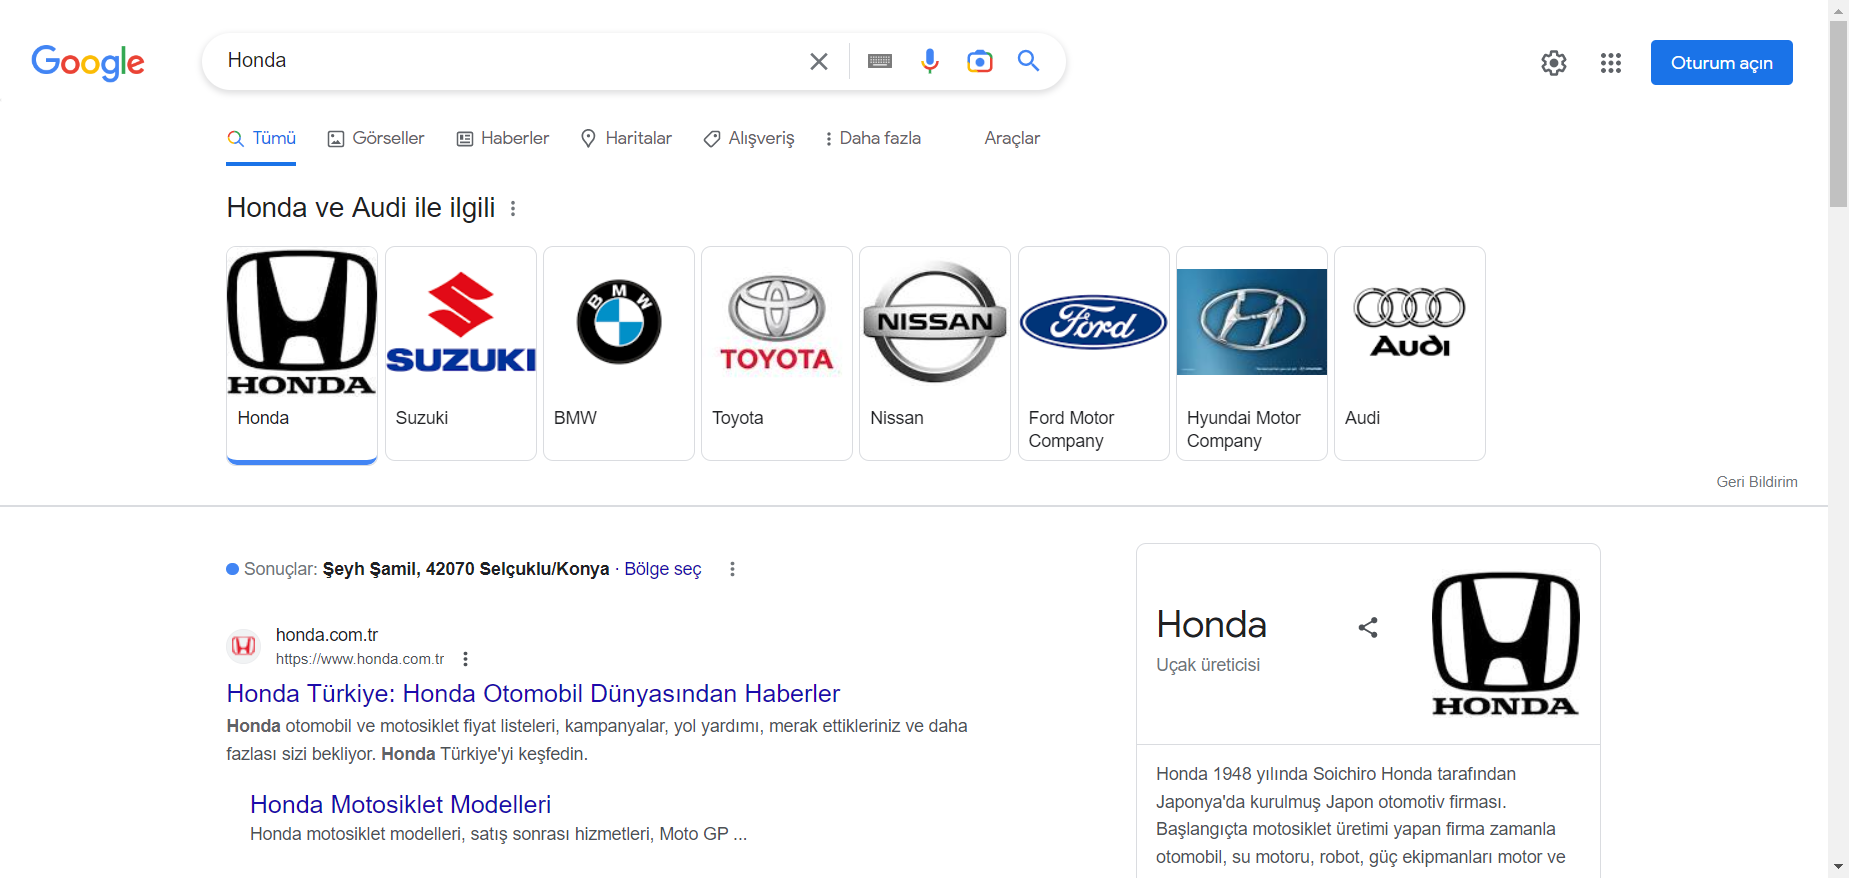 Google
Honda
Oturum açın
Tümü
Görseller
Haberler
Haritalar
Alışveriş
Daha fazla
Araçlar
Honda ve Audi ile ilgili
HONDA
SUZUKI
BMW
TOYOTA
NISSAN
Ford
Audi
Honda
Suzuki
BMW
Toyota
Nissan
Ford Motor
Company
Hyundai Motor
Company
Audi
Geri Bildirim
Sonuçlar: Şeyh Şamil, 42070 Selçuklu/Konya · Bölge seç
honda.com.tr
https://www.honda.com.tr
Honda Türkiye: Honda Otomobil Dünyasından Haberler
Honda otomobil ve motosiklet fiyat listeleri, kampanyalar, yol yardımı, merak ettikleriniz ve daha
fazlası sizi bekliyor. Honda Türkiye'yi keşfedin.
Honda Motosiklet Modelleri
Honda motosiklet modelleri, satış sonrası hizmetleri, Moto GP ...
Honda
Uçak üreticisi
HONDA
Honda 1948 yılında Soichiro Honda tarafından
Japonya'da kurulmuş Japon otomotiv firması.
Başlangıçta motosiklet üretimi yapan firma zamanla
otomobil, su motoru, robot, güç ekipmanları motor ve